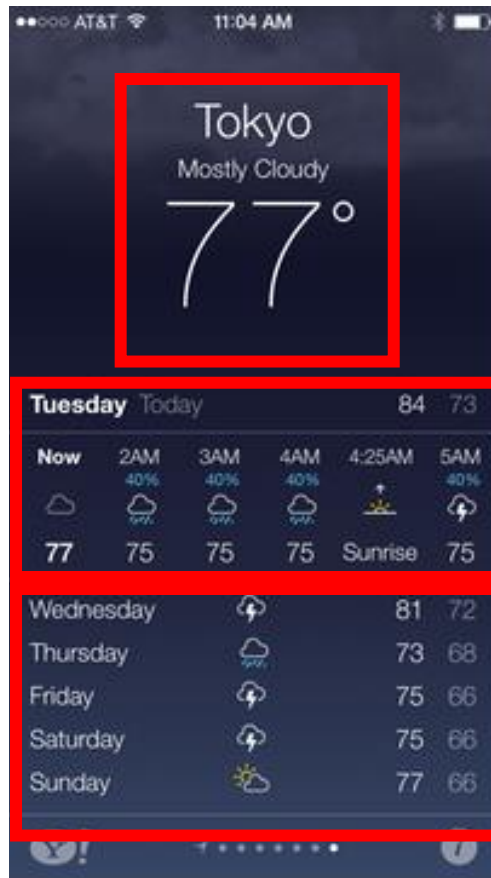 AT&T 11:04 AM
Tokyo
Mostly Cloudy
77°
Tuesday Today 84 73
Now 2AM 3AM 4AM 4:25AM 5AM
40% 40% 40% 40%
77 75 75 75 Sunrise 75
Wednesday 81 72
Thursday 73 68
Friday 75 66
Saturday 75 66
Sunday 77 66
Y!